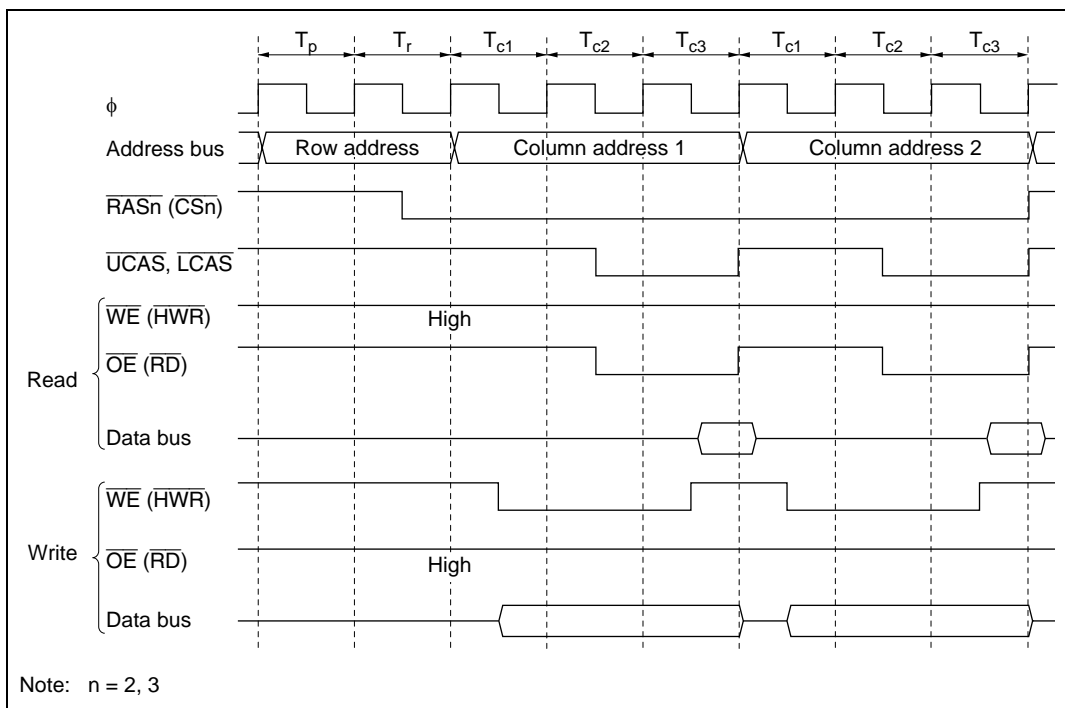 Tp Tr Tc1 Tc2 Tc3 Tc1 Tc2 Tc3
ϕ
Address bus Row address Column address 1 Column address 2
RASn (CSn)
UCAS, LCAS
Read
WE (HWR) High
OE (RD)
Data bus
Write
WE (HWR)
OE (RD) High
Data bus
Note: n = 2, 3